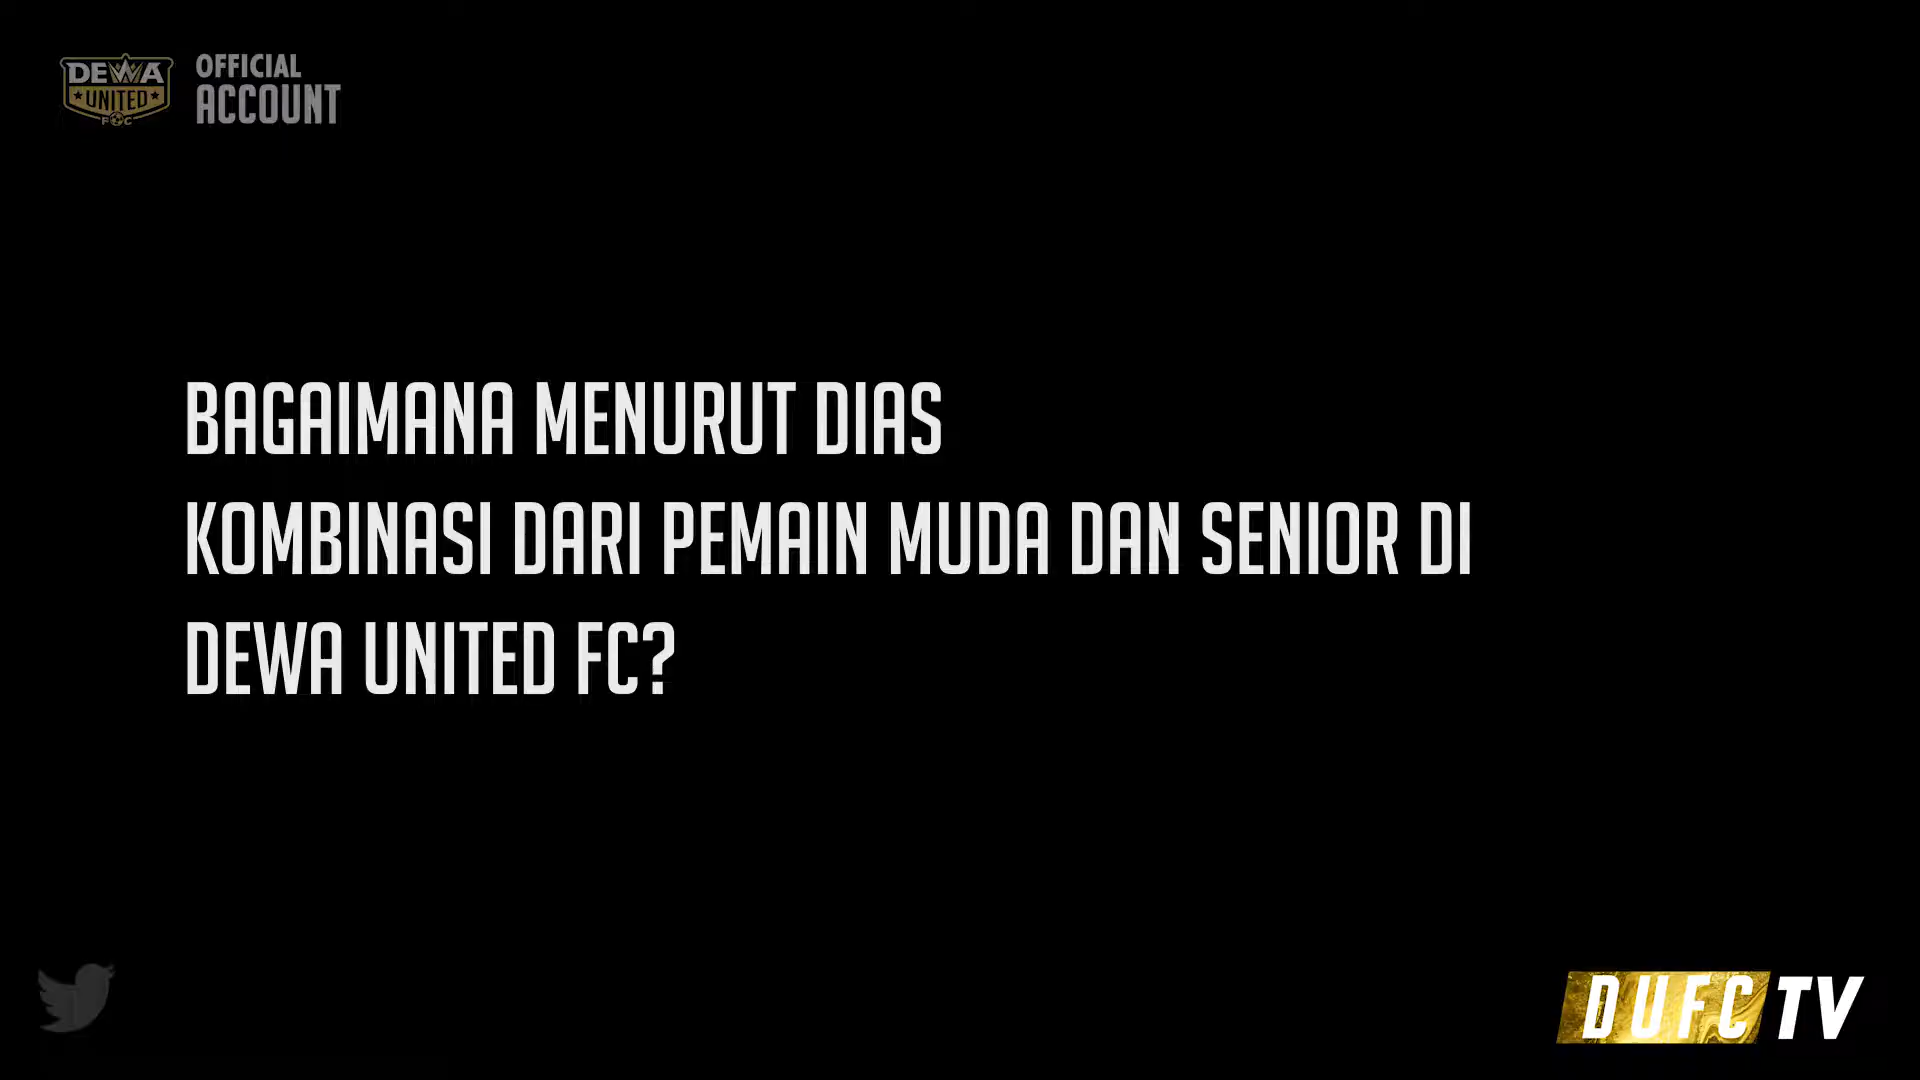 DEWA
UNITED
FC
OFFICIAL
ACCOUNT
BAGAIMANA MENURUT DIAS
KOMBINASI DARI PEMAIN MUDA DAN SENIOR DI
DEWA UNITED FC?
DUFC TV